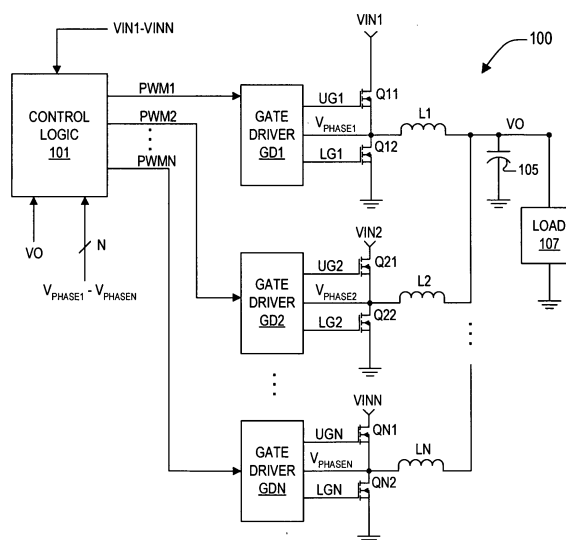 VIN1-VINN
VIN1
100
CONTROL
LOGIC
101
PWM1
PWM2
PWMN
VO
N
VPHASE1 - VPHASEN
GATE
DRIVER
GD1
UG1
VPHASE1
LG1
Q11
Q12
L1
VO
105
LOAD
107
VIN2
GATE
DRIVER
GD2
UG2
VPHASE2
LG2
Q21
Q22
L2
VINN
GATE
DRIVER
GDN
UGN
VPHASEN
LGN
QN1
QN2
LN